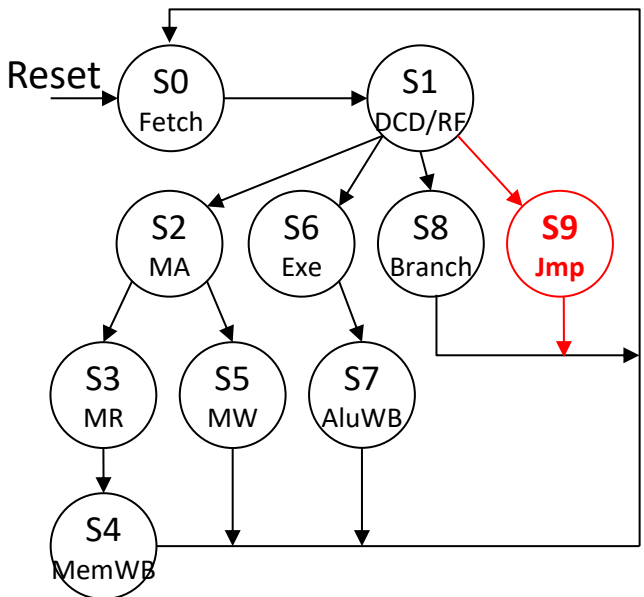 Reset
S0
Fetch
S1
DCD/RF
S2
MA
S6
Exe
S8
Branch
S9
Jmp
S3
MR
S5
MW
S7
AluWB
S4
MemWB